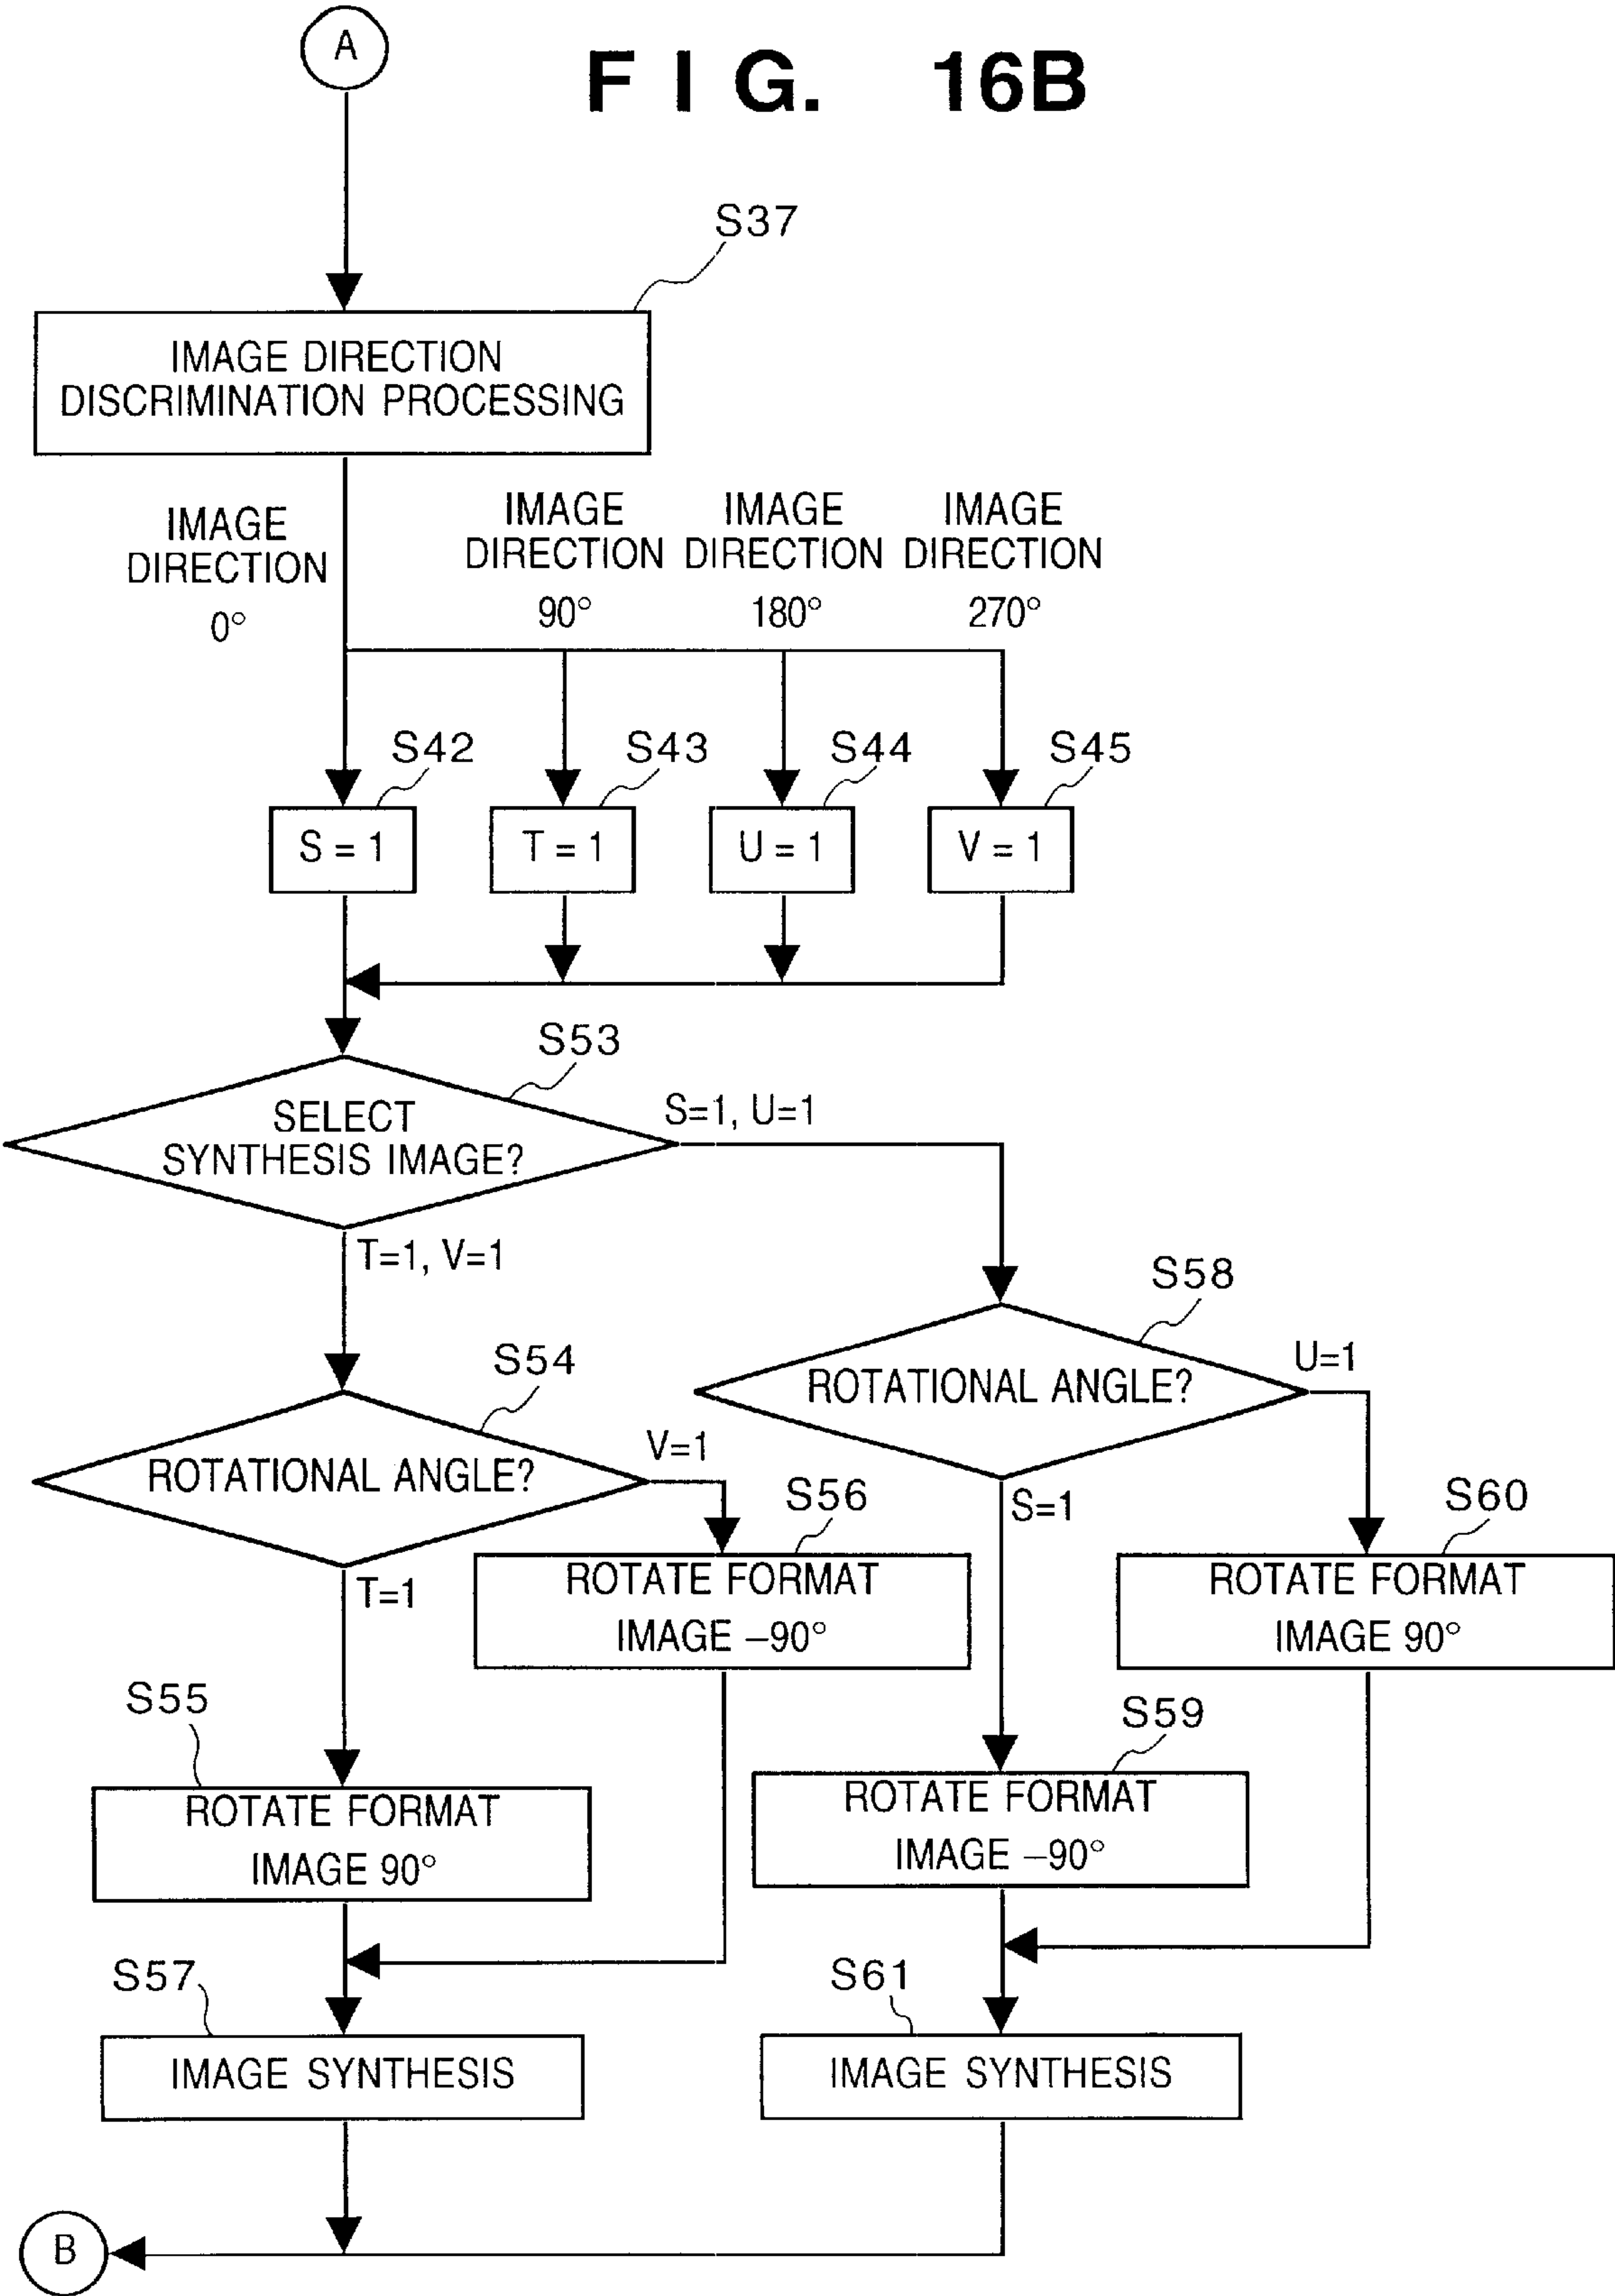 A
F I G. 16B
S37
IMAGE DIRECTION
DISCRIMINATION PROCESSING
IMAGE
DIRECTION
0°
IMAGE
DIRECTION
90°
IMAGE
DIRECTION
180°
IMAGE
DIRECTION
270°
S42
S43
S44
S45
S = 1
T = 1
U = 1
V = 1
S53
SELECT
SYNTHESIS IMAGE?
S=1, U=1
T=1, V=1
S58
ROTATIONAL ANGLE?
U=1
S=1
S54
ROTATIONAL ANGLE?
V=1
T=1
S56
ROTATE FORMAT
IMAGE –90°
S60
ROTATE FORMAT
IMAGE 90°
S55
ROTATE FORMAT
IMAGE 90°
S59
ROTATE FORMAT
IMAGE –90°
S57
IMAGE SYNTHESIS
S61
IMAGE SYNTHESIS
B